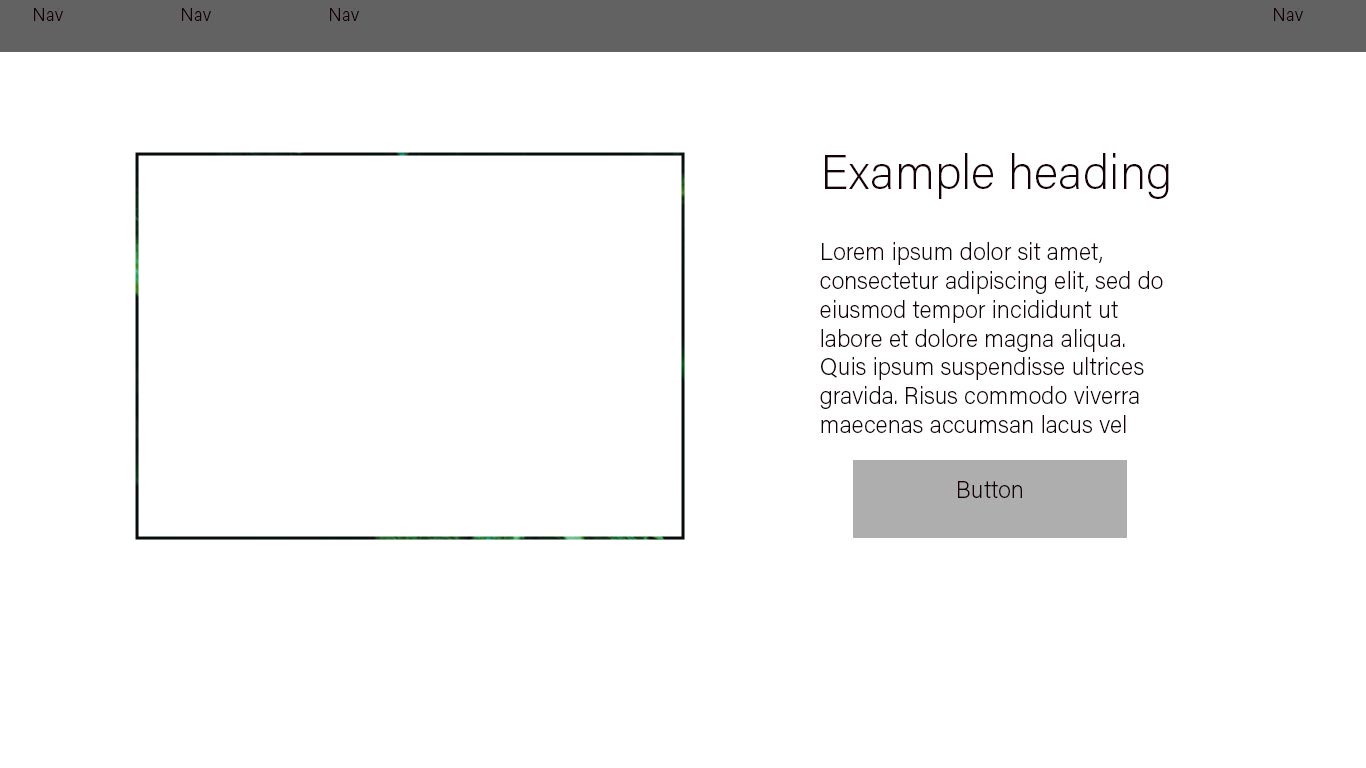 Nav Nav Nav Nav
Example heading
Lorem ipsum dolor sit amet,
consectetur adipiscing elit, sed do
eiusmod tempor incididunt ut
labore et dolore magna aliqua.
Quis ipsum suspendisse ultrices
gravida. Risus commodo viverra
maecenas accumsan lacus vel
Button